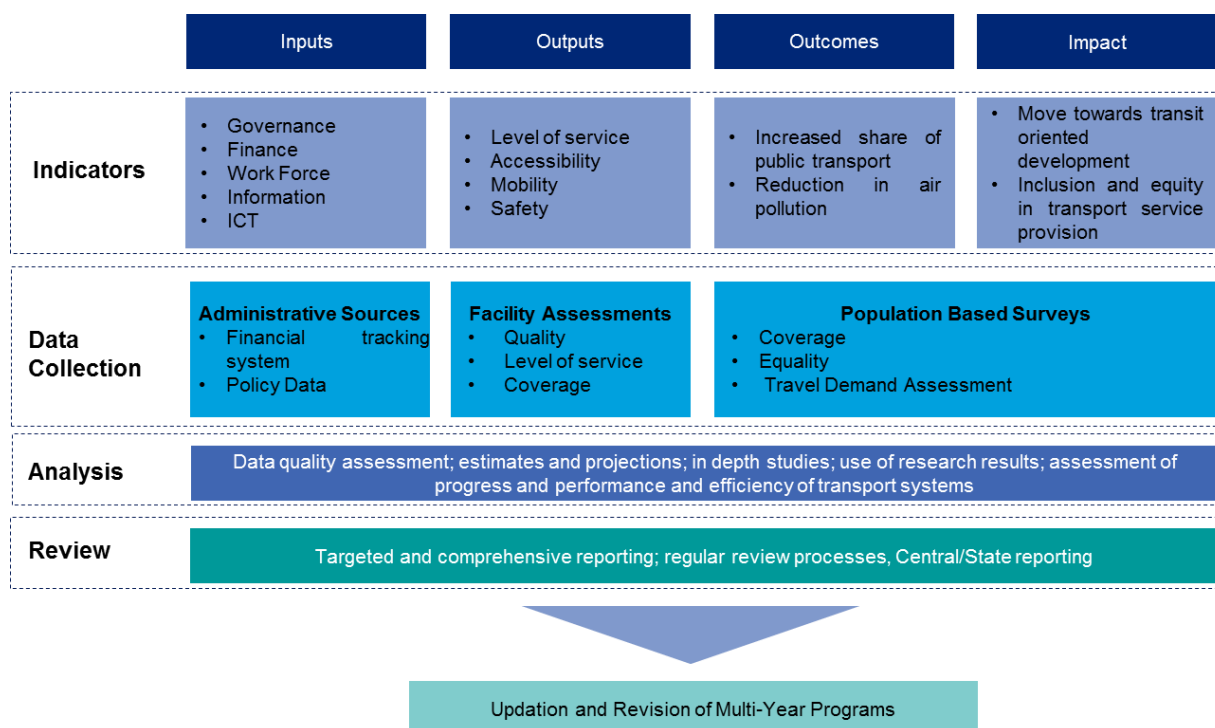 Inputs
Outputs
Outcomes
Impact
Indicators
• Governance
• Finance
• Work Force
• Information
• ICT
• Level of service
• Accessibility
• Mobility
• Safety
• Increased share of
public transport
• Reduction in air
pollution
• Move towards transit
oriented
development
• Inclusion and equity
in transport service
provision
Data
Collection
Administrative Sources
• Financial tracking
system
• Policy Data
Facility Assessments
• Quality
• Level of service
• Coverage
Population Based Surveys
• Coverage
• Equality
• Travel Demand Assessment
Analysis
Data quality assessment; estimates and projections; in depth studies; use of research results; assessment of
progress and performance and efficiency of transport systems
Review
Targeted and comprehensive reporting; regular review processes, Central/State reporting
Updation and Revision of Multi-Year Programs